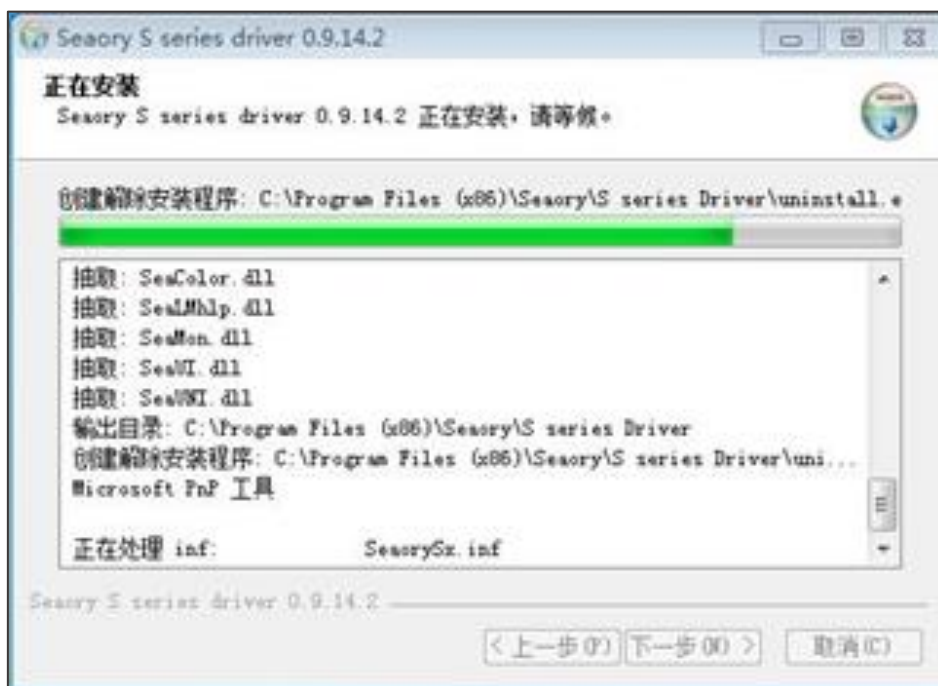 Seaory S series driver 0.9.14.2
正在安装
Seaory S series driver 0.9.14.2 正在安装，请等候。
创建解除安装程序: C:\Program Files (x86)\Seaory\S series Driver\uninstall.e
抽取: SeaColor.dll
抽取: SeaLMhlp.dll
抽取: SeaMon.dll
抽取: SeaUI.dll
抽取: SeaUNI.dll
输出目录: C:\Program Files (x86)\Seaory\S series Driver
创建解除安装程序: C:\Program Files (x86)\Seaory\S series Driver\uni...
Microsoft PnP 工具
正在处理 inf: SeaorySx.inf
Seaory S series driver 0.9.14.2
< 上一步(P) 下一步(N) > 取消(C)